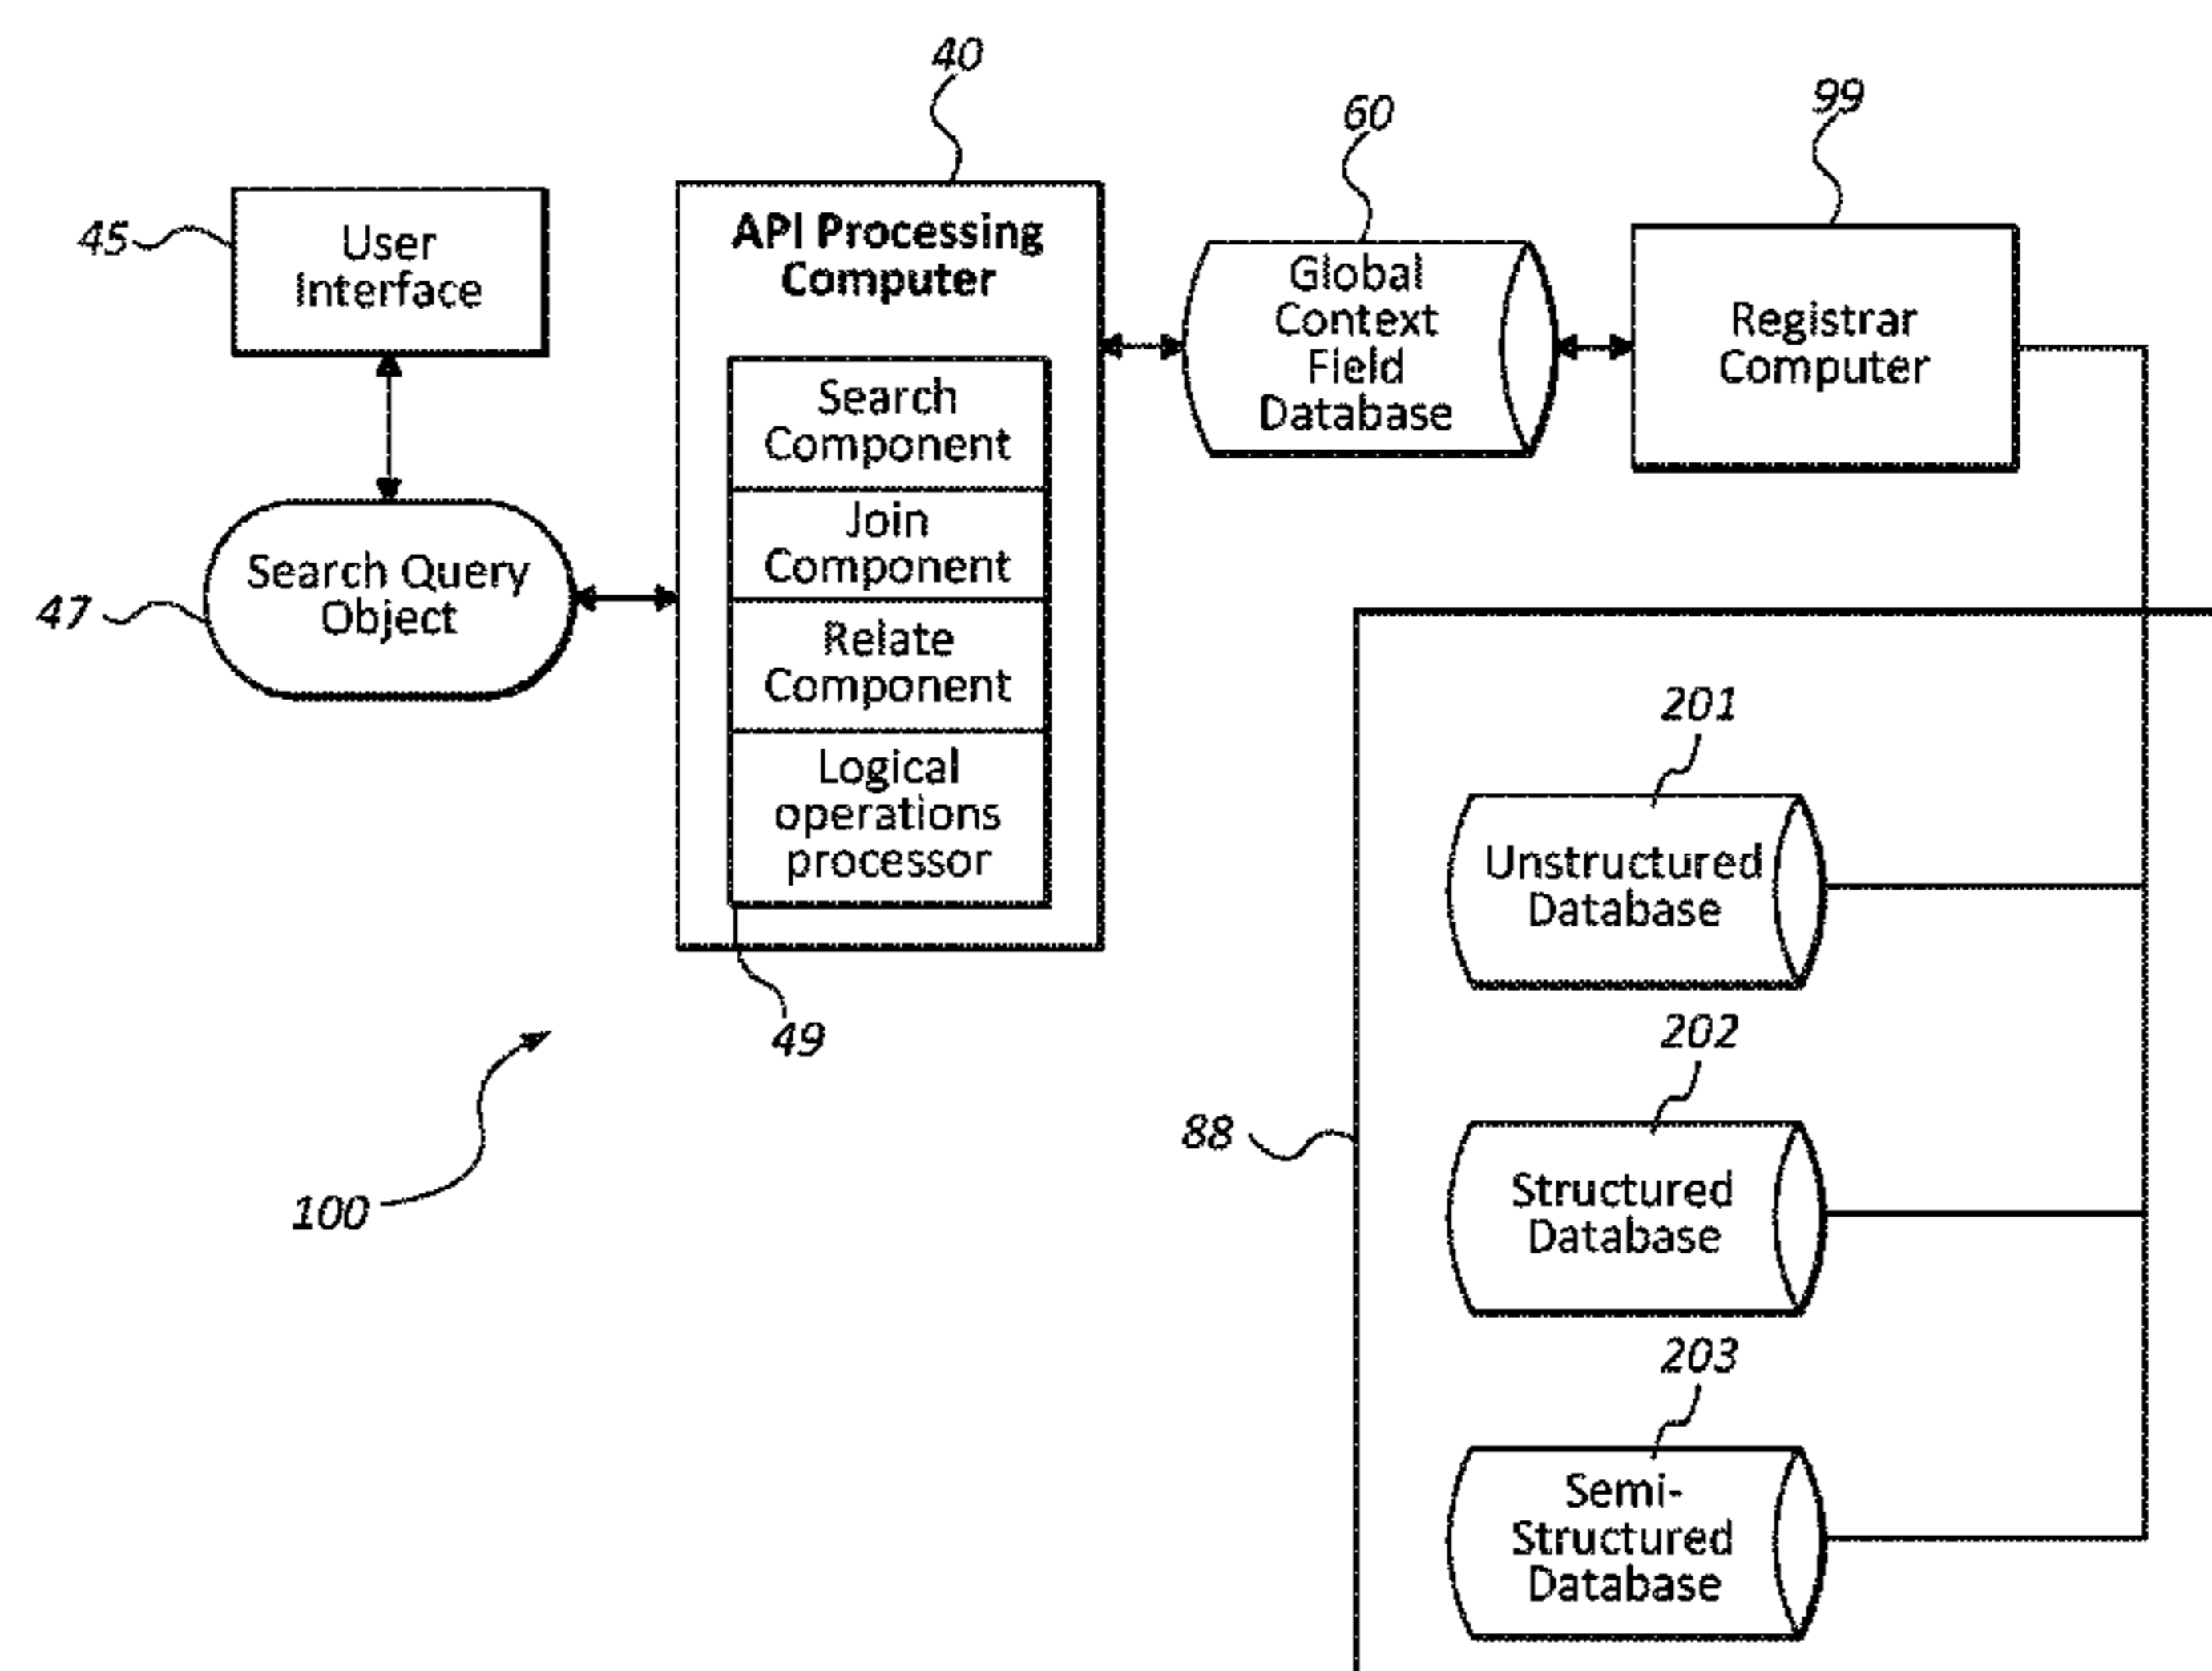 40
60
99
45
User
Interface
API Processing
Computer
Global
Context
Field
Database
Registrar
Computer
Search
Component
Join
Component
Relate
Component
Logical
operations
processor
47
Search Query
Object
49
100
88
201
Unstructured
Database
202
Structured
Database
203
Semi-
Structured
Database